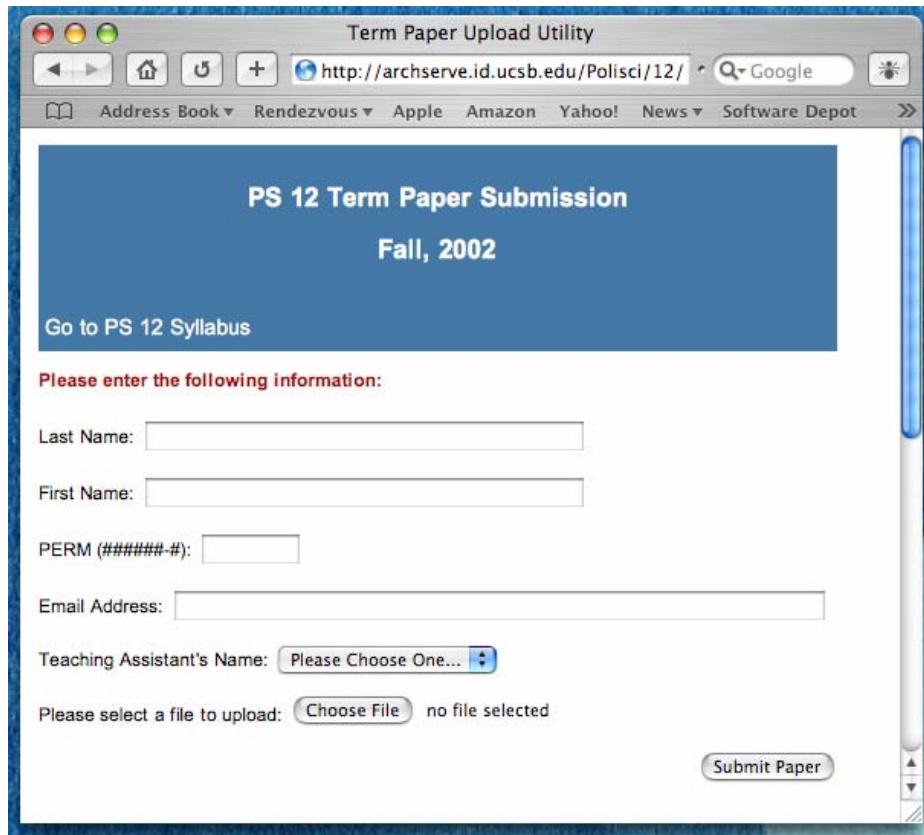 Term Paper Upload Utility
http://archserve.id.ucsb.edu/Polisci/12/ Google
Address Book Rendezvous Apple Amazon Yahoo! News Software Depot
PS 12 Term Paper Submission
Fall, 2002
Go to PS 12 Syllabus
Please enter the following information:
Last Name:
First Name:
PERM (######-#):
Email Address:
Teaching Assistant's Name: Please Choose One...
Please select a file to upload: Choose File no file selected
Submit Paper